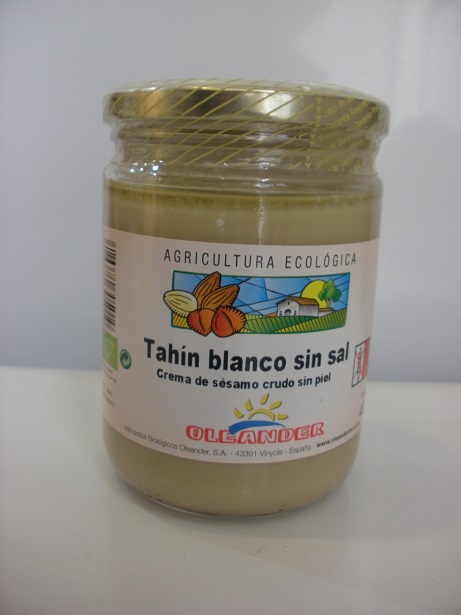 AGRICULTURA ECOLÓGICA
Tahín blanco sin sal
Crema de sésamo crudo sin piel
OLEANDER
Alimentos Biológicos Oleander, S.A. - 43391 Vinyols - España -